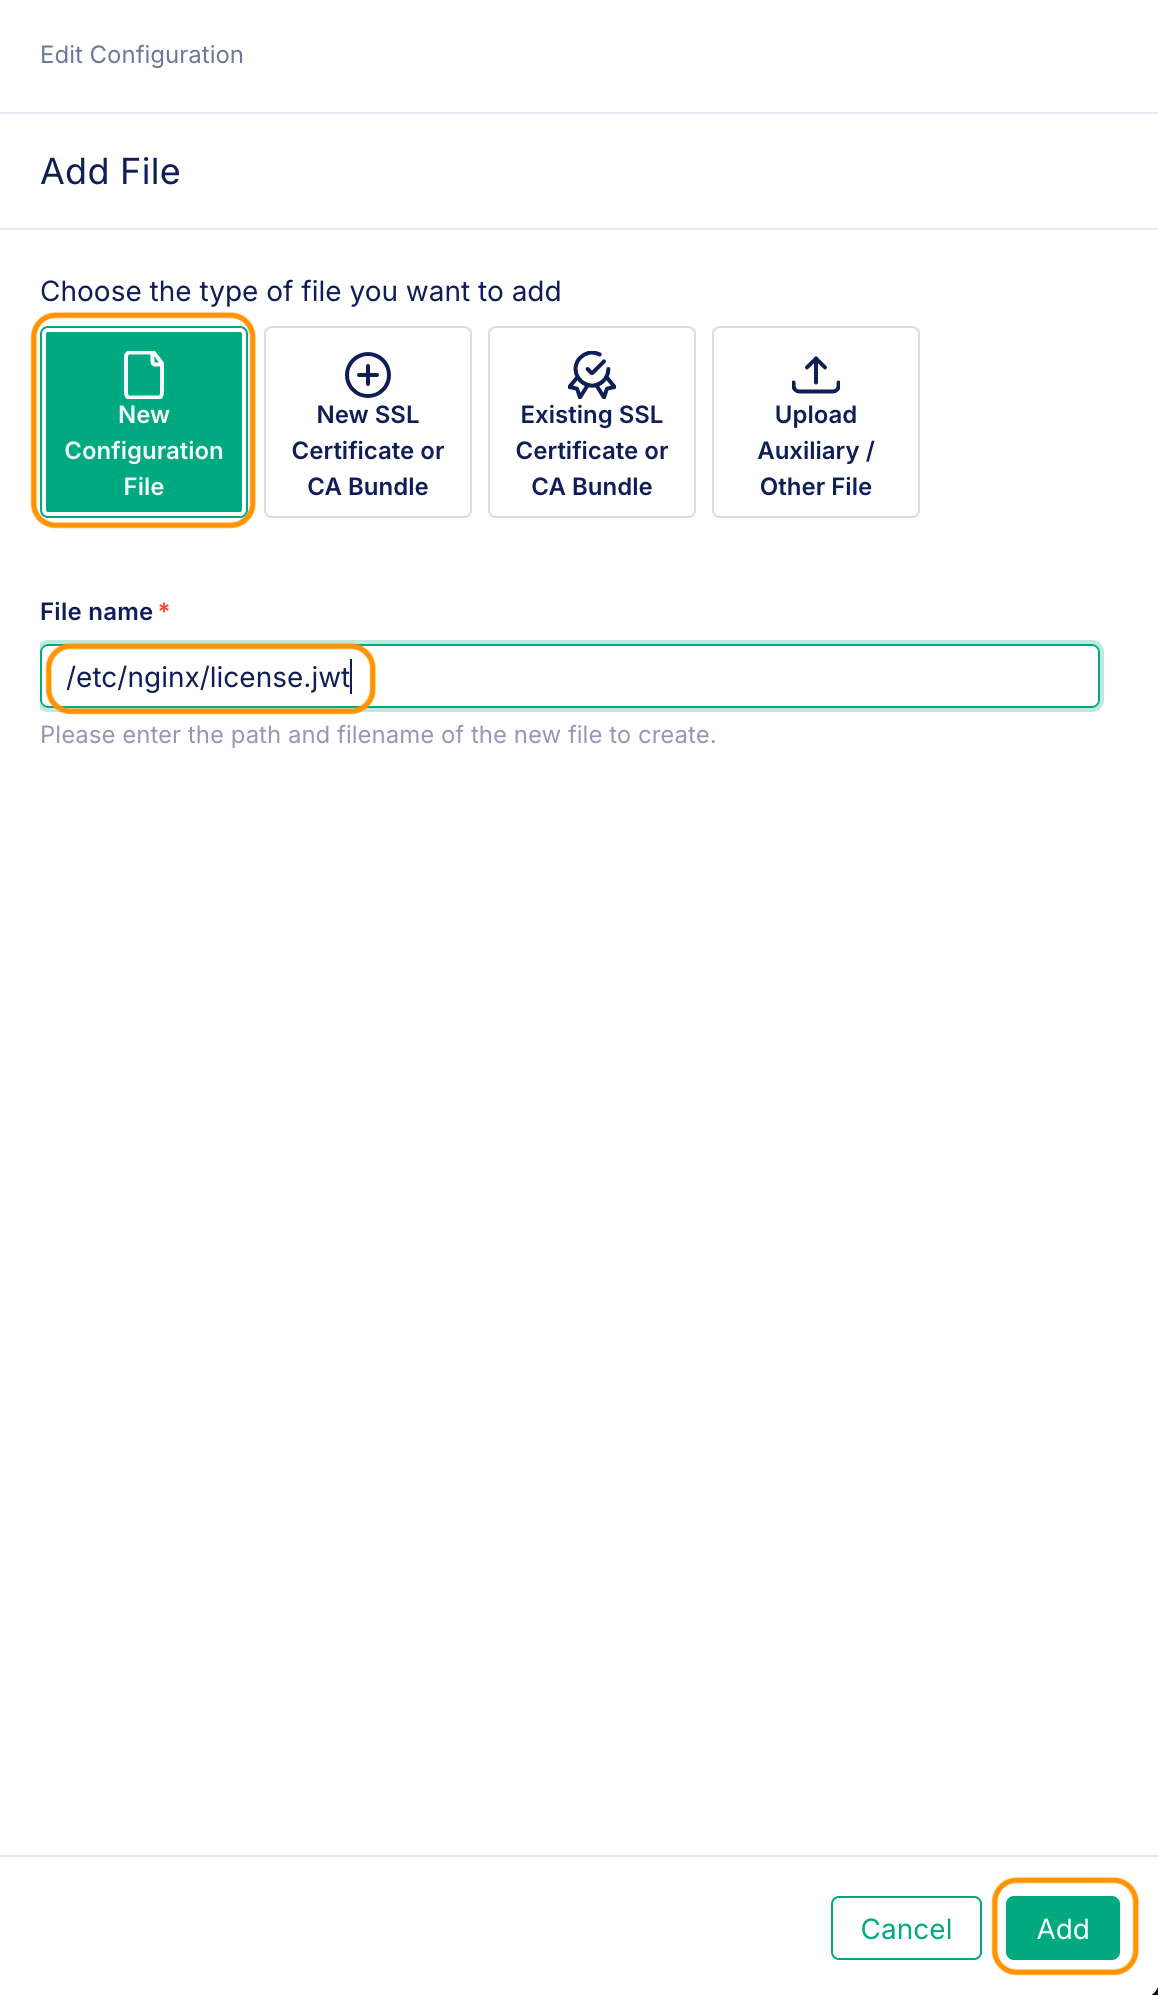 Edit Configuration
Add File
Choose the type of file you want to add
New
Configuration
File
New SSL
Certificate or
CA Bundle
Existing SSL
Certificate or
CA Bundle
Upload
Auxiliary /
Other File
File name *
/etc/nginx/license.jwt
Please enter the path and filename of the new file to create.
Cancel
Add